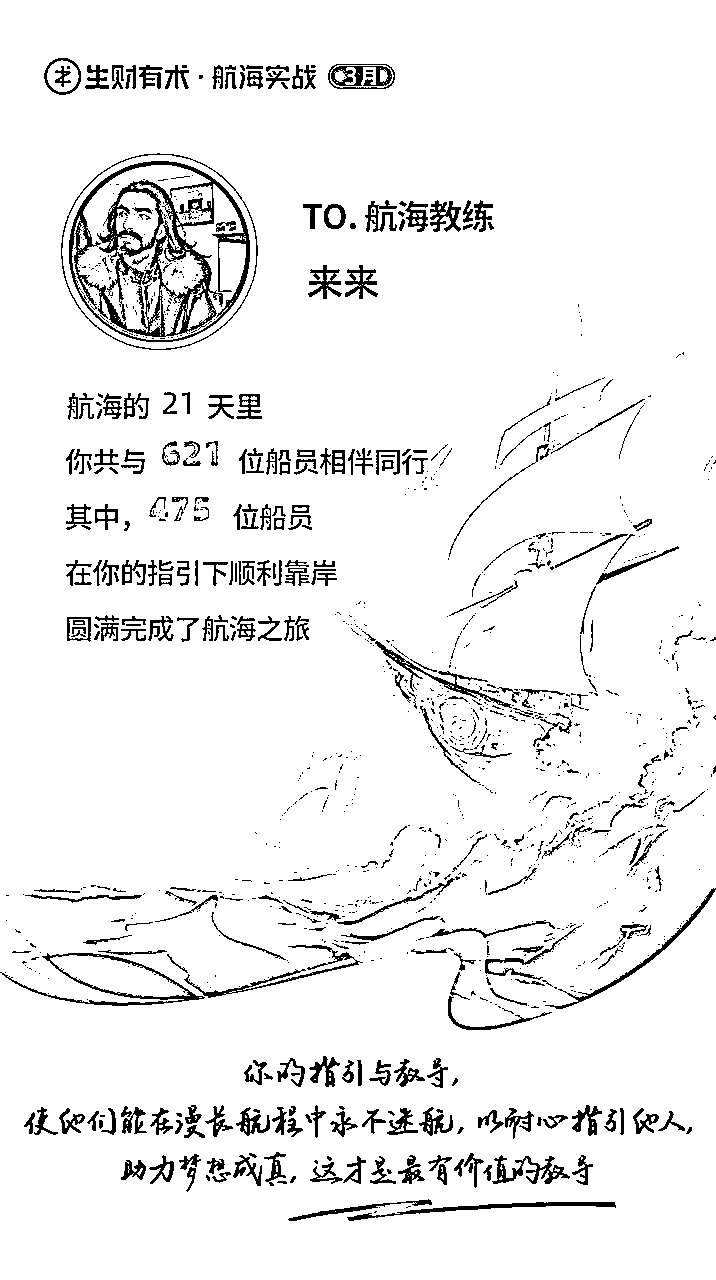 生财有术·航海实战 3月
TO. 航海教练
来来
航海的 21 天里
你共与 627 位船员相伴同行
其中，475 位船员
在你的指引下顺利靠岸
圆满完成了航海之旅
你的指引与教导，
使他们能在漫长航程中永不迷航，以耐心指引他人，
助力梦想成真，这才是最有价值的教导